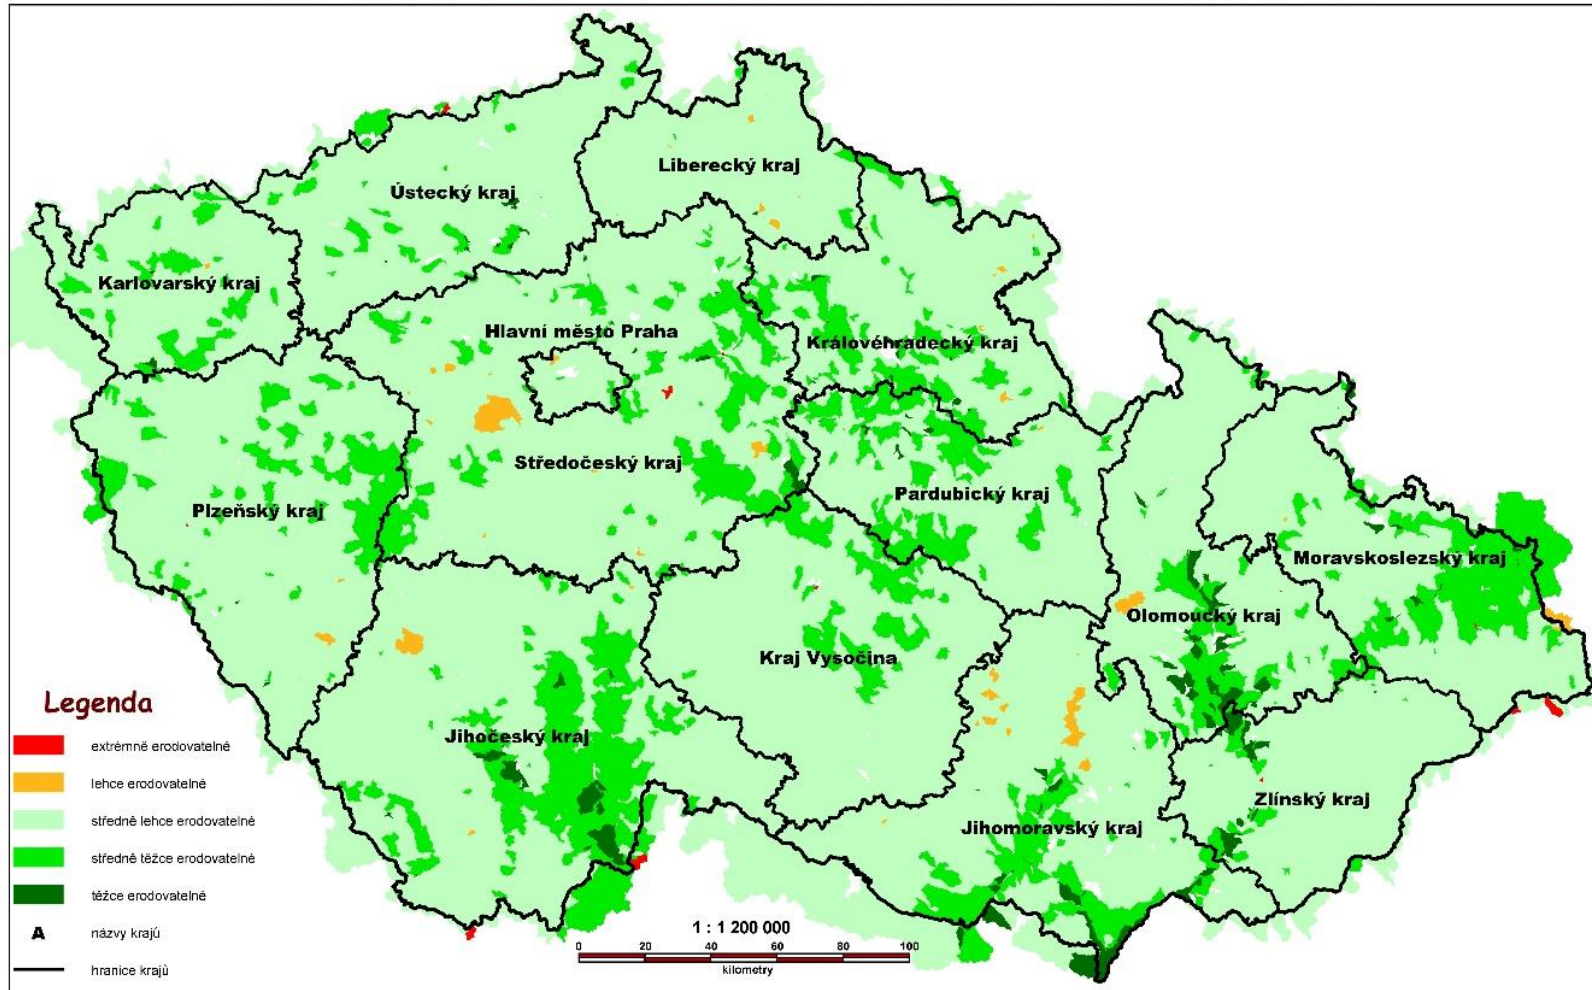 Liberecký kraj
Ústecký kraj
Karlovarský kraj
Hlavní město Praha
Královéhradecký kraj
Středočeský kraj
Pardubický kraj
Plzeňský kraj
Moravskoslezský kraj
Olomoucký kraj
Kraj Vysočina
Jihočeský kraj
Zlínský kraj
Jihomoravský kraj
Legenda
extrémně erodovatelné
lehce erodovatelné
středně lehce erodovatelné
středně těžce erodovatelné
těžce erodovatelné
A názvy krajů
hranice krajů
1 : 1 200 000
0 20 40 60 80 100
kilometry